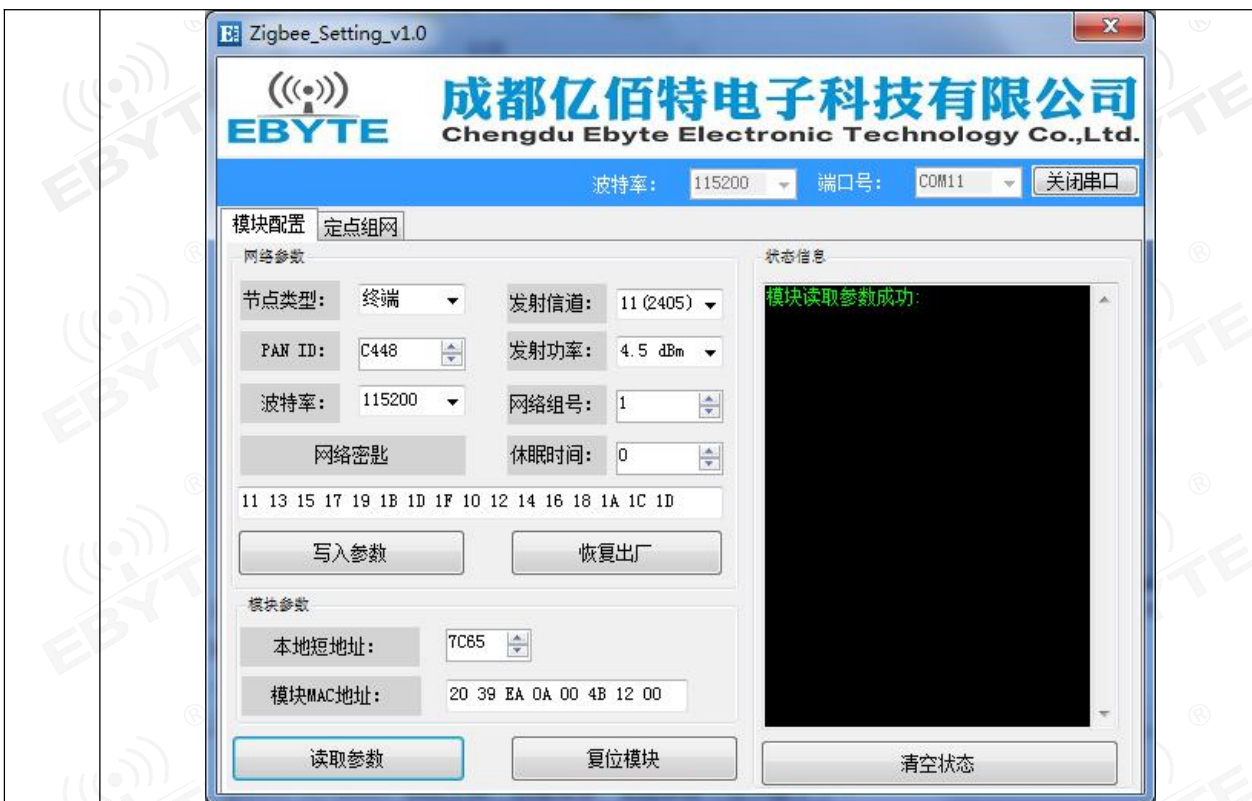 Zigbee_Setting_v1.0
EBYTE
成都亿佰特电子科技有限公司
Chengdu Ebyte Electronic Technology Co.,Ltd.
波特率: 115200 端口号: COM11 关闭串口
模块配置 定点组网
网络参数
节点类型: 终端 发射信道: 11(2405)
PAN ID: C448 发射功率: 4.5 dBm
波特率: 115200 网络组号: 1
网络密匙 休眠时间: 0
11 13 15 17 19 1B 1D 1F 10 12 14 16 18 1A 1C 1D
写入参数 恢复出厂
模块参数
本地短地址: 7C65
模块MAC地址: 20 39 EA 0A 00 4B 12 00
读取参数 复位模块
状态信息
模块读取参数成功:
清空状态